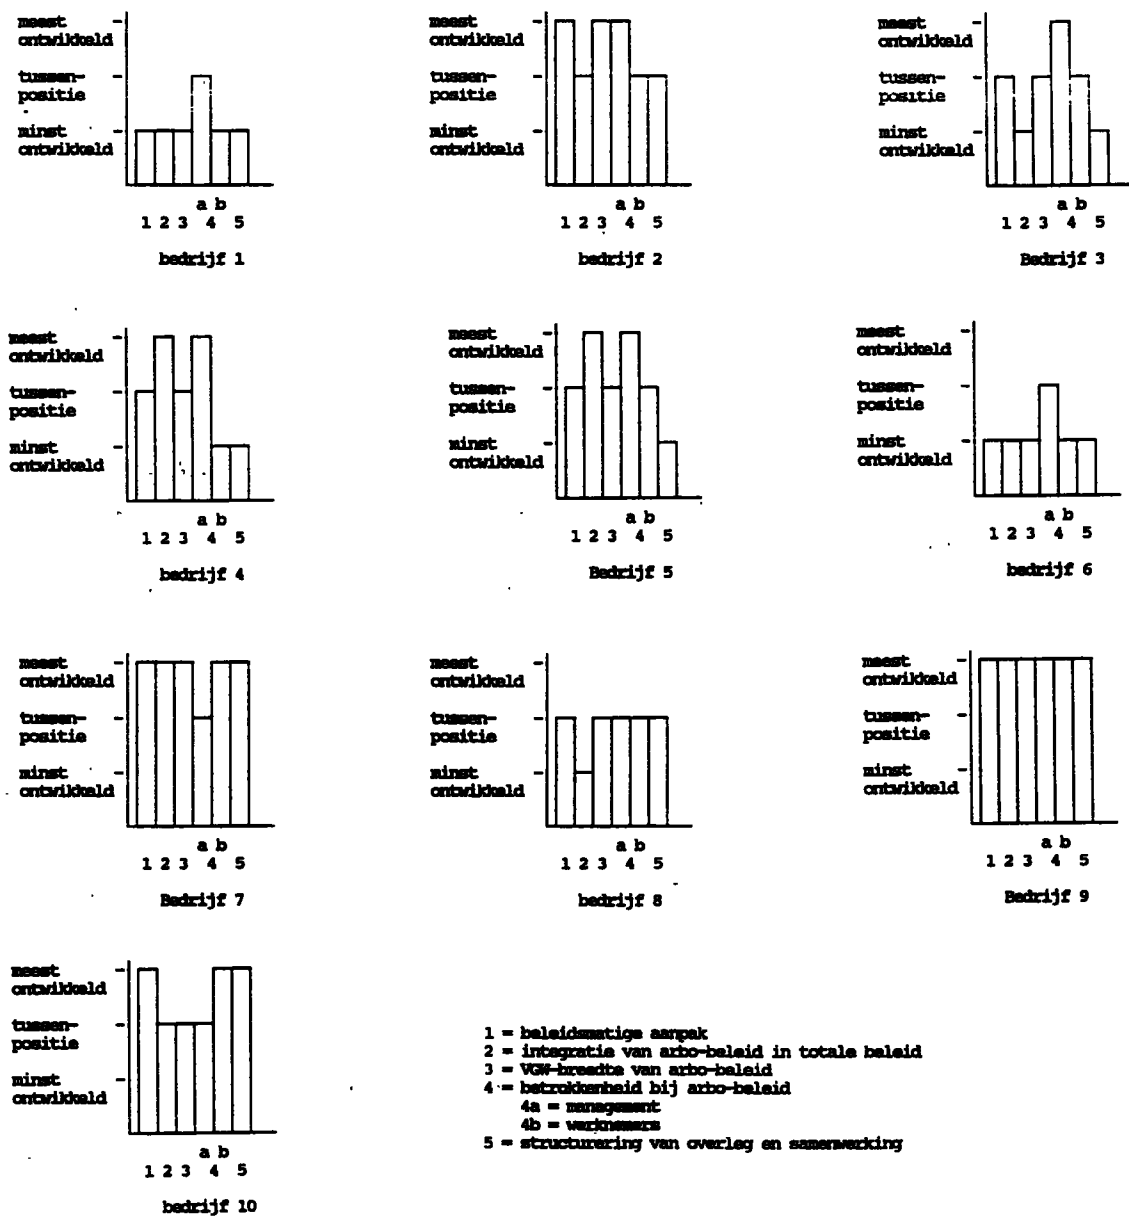 meest
ontwikkeld
tussen-
positie
minst
ontwikkeld
a b
1 2 3 4 5
bedrijf 1
meest
ontwikkeld
tussen-
positie
minst
ontwikkeld
a b
1 2 3 4 5
bedrijf 2
meest
ontwikkeld
tussen-
positie
minst
ontwikkeld
a b
1 2 3 4 5
Bedrijf 3
meest
ontwikkeld
tussen-
positie
minst
ontwikkeld
a b
1 2 3 4 5
bedrijf 4
meest
ontwikkeld
tussen-
positie
minst
ontwikkeld
a b
1 2 3 4 5
Bedrijf 5
meest
ontwikkeld
tussen-
positie
minst
ontwikkeld
a b
1 2 3 4 5
bedrijf 6
meest
ontwikkeld
tussen-
positie
minst
ontwikkeld
a b
1 2 3 4 5
Bedrijf 7
meest
ontwikkeld
tussen-
positie
minst
ontwikkeld
a b
1 2 3 4 5
bedrijf 8
meest
ontwikkeld
tussen-
positie
minst
ontwikkeld
a b
1 2 3 4 5
Bedrijf 9
meest
ontwikkeld
tussen-
positie
minst
ontwikkeld
a b
1 2 3 4 5
bedrijf 10
1 = beleidsmatige aanpak
2 = integratie van arbo-beleid in totale beleid
3 = VGW-breedte van arbo-beleid
4 = betrokkenheid bij arbo-beleid
4a = management
4b = werknemers
5 = structurering van overleg en samenwerking